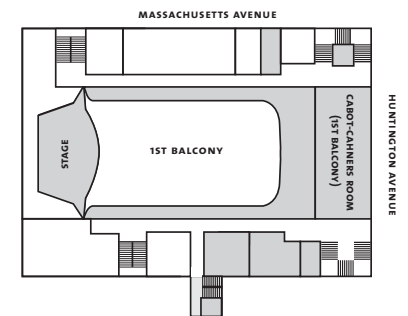 MASSACHUSETTS AVENUE
STAGE
1ST BALCONY
CABOT-CAHNERS ROOM
(1ST BALCONY)
HUNTINGTON AVENUE